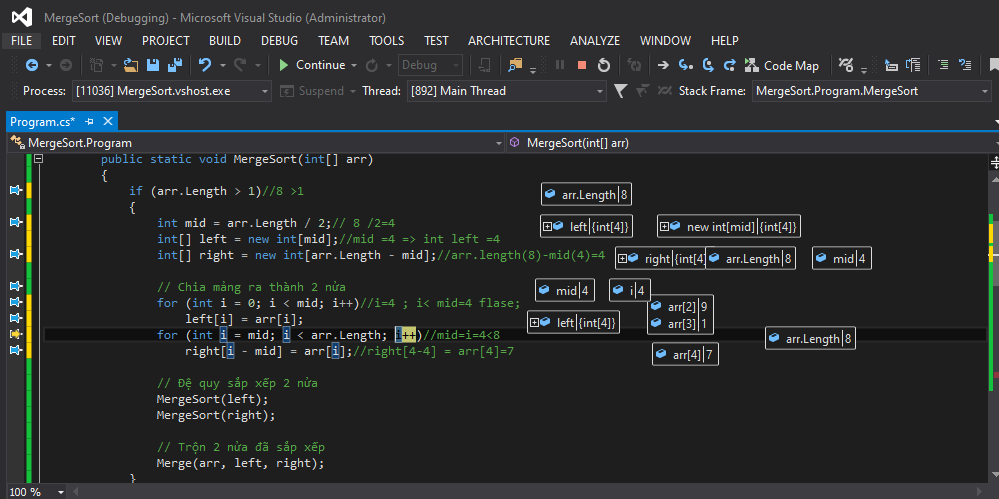 MergeSort (Debugging) - Microsoft Visual Studio (Administrator)
FILE EDIT VIEW PROJECT BUILD DEBUG TEAM TOOLS TEST ARCHITECTURE ANALYZE WINDOW HELP
Continue Debug Code Map
Process: [11036] MergeSort.vshost.exe Suspend Thread: [892] Main Thread Stack Frame: MergeSort.Program.MergeSort
Program.cs*
MergeSort.Program MergeSort(int[] arr)
public static void MergeSort(int[] arr)
{
if (arr.Length > 1)//8 >1 arr.Length 8
{
int mid = arr.Length / 2;// 8 /2=4 left {int[4]} new int[mid] {int[4]}
int[] left = new int[mid];//mid =4 => int left =4
int[] right = new int[arr.Length - mid];//arr.length(8)-mid(4)=4 right {int[4 arr.Length 8 mid 4
// Chia mảng ra thành 2 nửa mid 4 i 4
for (int i = 0; i < mid; i++)//i=4 ; i< mid=4 flase; arr[2] 9
left[i] = arr[i]; left {int[4]} arr[3] 1
for (int i = mid; i < arr.Length; i++)//mid=i=4<8 arr.Length 8
right[i - mid] = arr[i];//right[4-4] = arr[4]=7 arr[4] 7
// Đệ quy sắp xếp 2 nửa
MergeSort(left);
MergeSort(right);
// Trộn 2 nửa đã sắp xếp
Merge(arr, left, right);
}
100 %